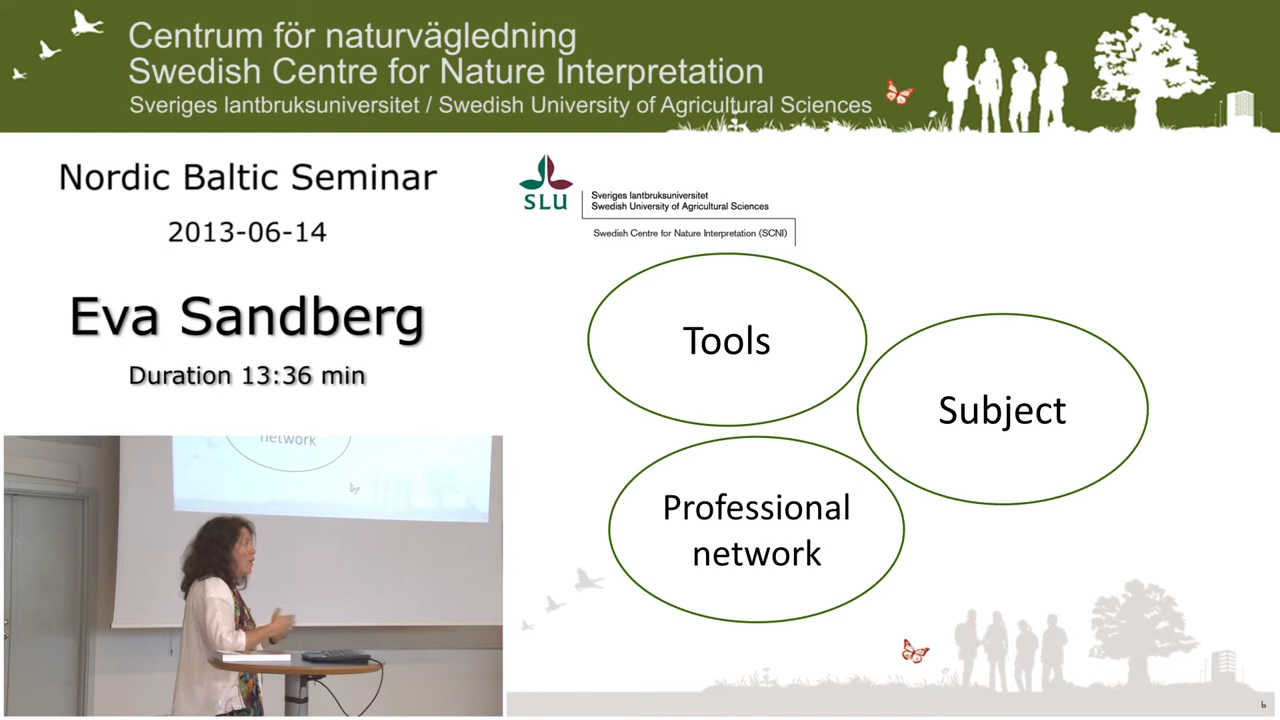 Centrum för naturvägledning
Swedish Centre for Nature Interpretation
Sveriges lantbruksuniversitet / Swedish University of Agricultural Sciences
Nordic Baltic Seminar
2013-06-14
Eva Sandberg
Duration 13:36 min
SLU
Sveriges lantbruksuniversitet
Swedish University of Agricultural Sciences
Swedish Centre for Nature Interpretation (SCNI)
Tools
Subject
Professional
network
network